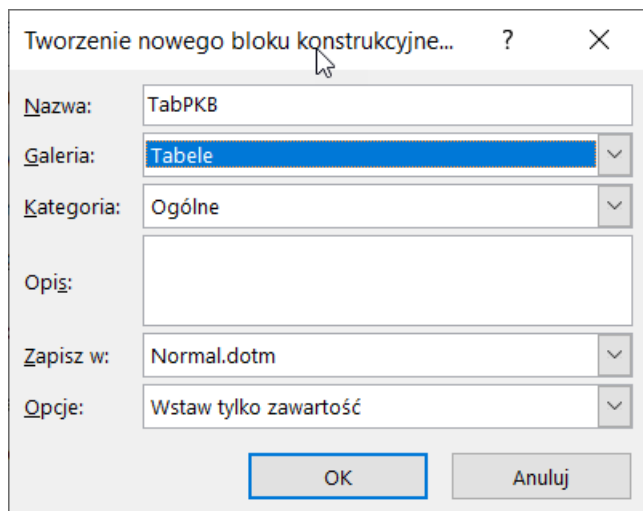 Tworzenie nowego bloku konstrukcyjne... ?
Nazwa: TabPKB
Galeria: Tabele
Kategoria: Ogólne
Opis:
Zapisz w: Normal.dotm
Opcje: Wstaw tylko zawartość
OK Anuluj